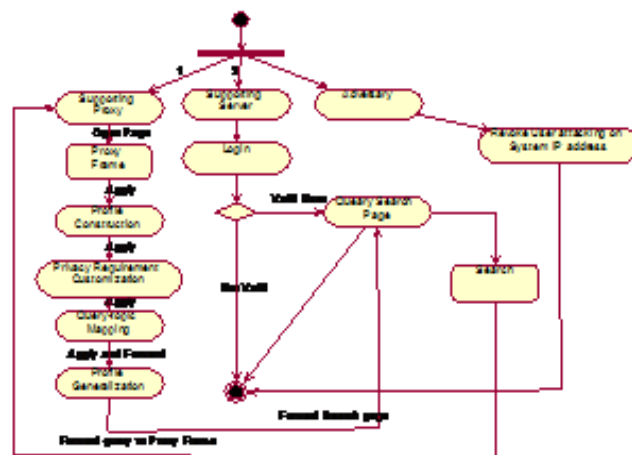 1
2
Supporting
Proxy
Supporting
Server
Adversary
Open Page
Proxy
Frame
Login
Revoke User attacking on
System IP address
Apply
Valid User
Query Search
Page
Profile
Construction
Apply
Privacy Requirement
Customization
Search
Not Valid
Apply
Query-topic
Mapping
Apply and Forward
Profile
Generalization
Forward Search page
Forward query to Proxy Frame